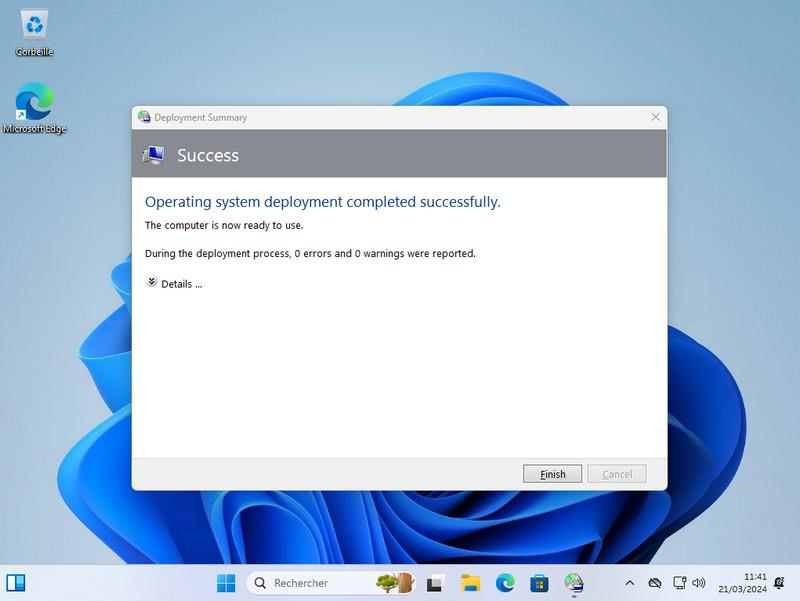 Corbeille
Microsoft Edge
Deployment Summary
Success
Operating system deployment completed successfully.
The computer is now ready to use.
During the deployment process, 0 errors and 0 warnings were reported.
Details ...
Finish
Cancel
Rechercher
11:41
21/03/2024